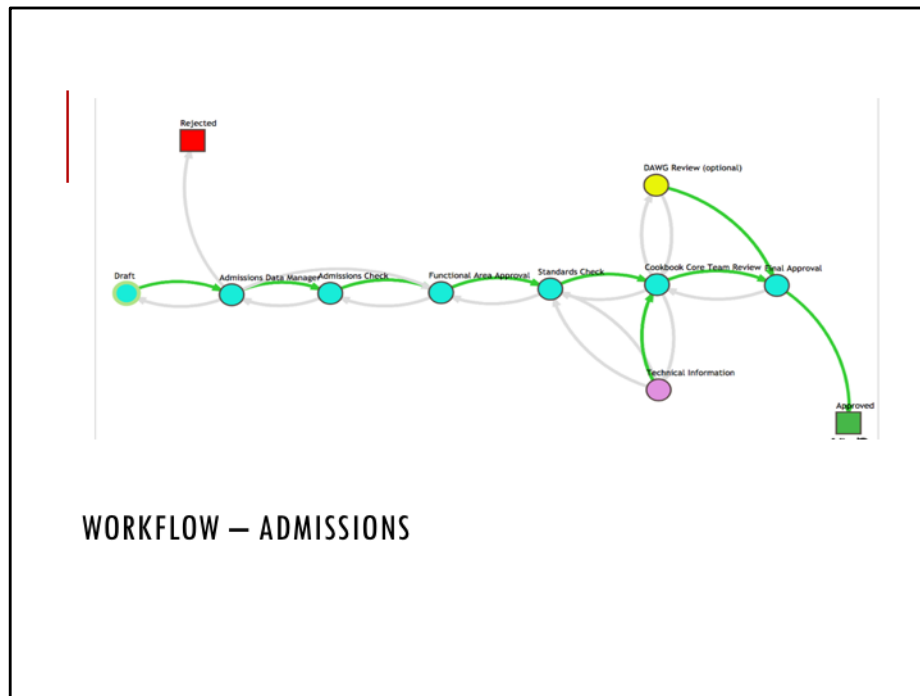 Rejected
DAWG Review (optional)
Draft
Admissions Data Manager
Admissions Check
Functional Area Approval
Standards Check
Cookbook Core Team Review
Final Approval
Technical Information
Approved
WORKFLOW – ADMISSIONS